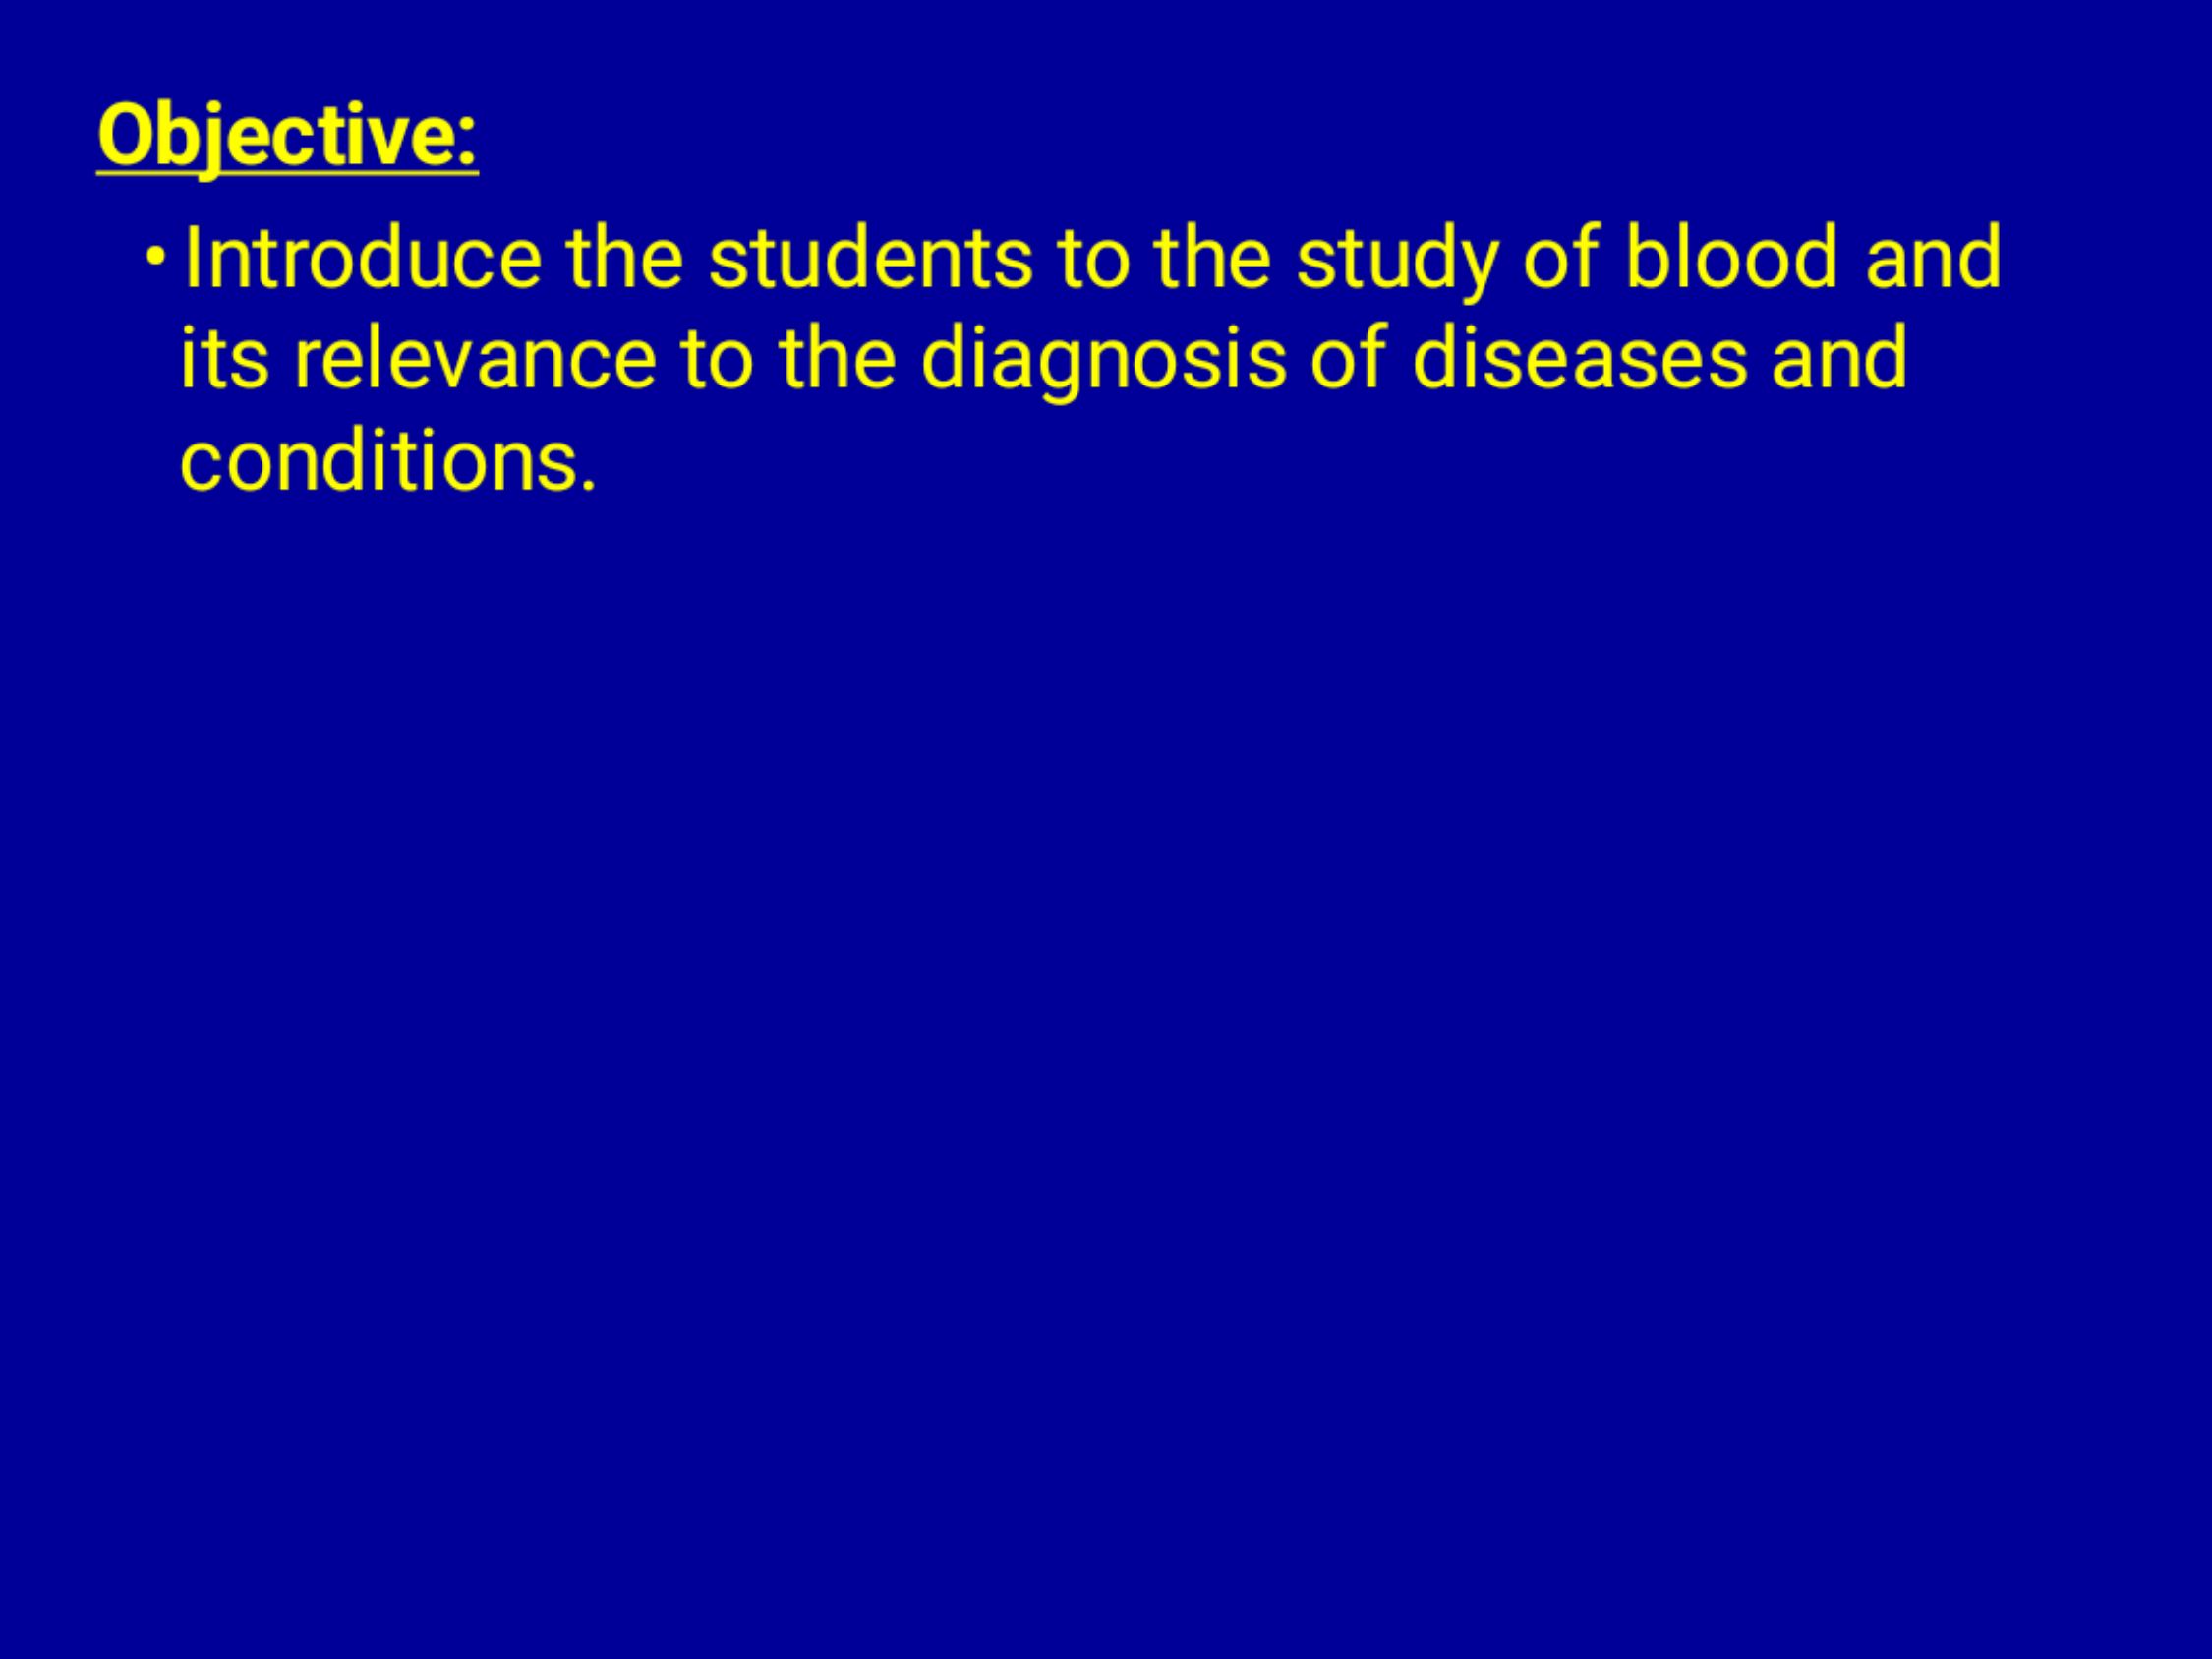 Objective:
• Introduce the students to the study of blood and
its relevance to the diagnosis of diseases and
conditions.